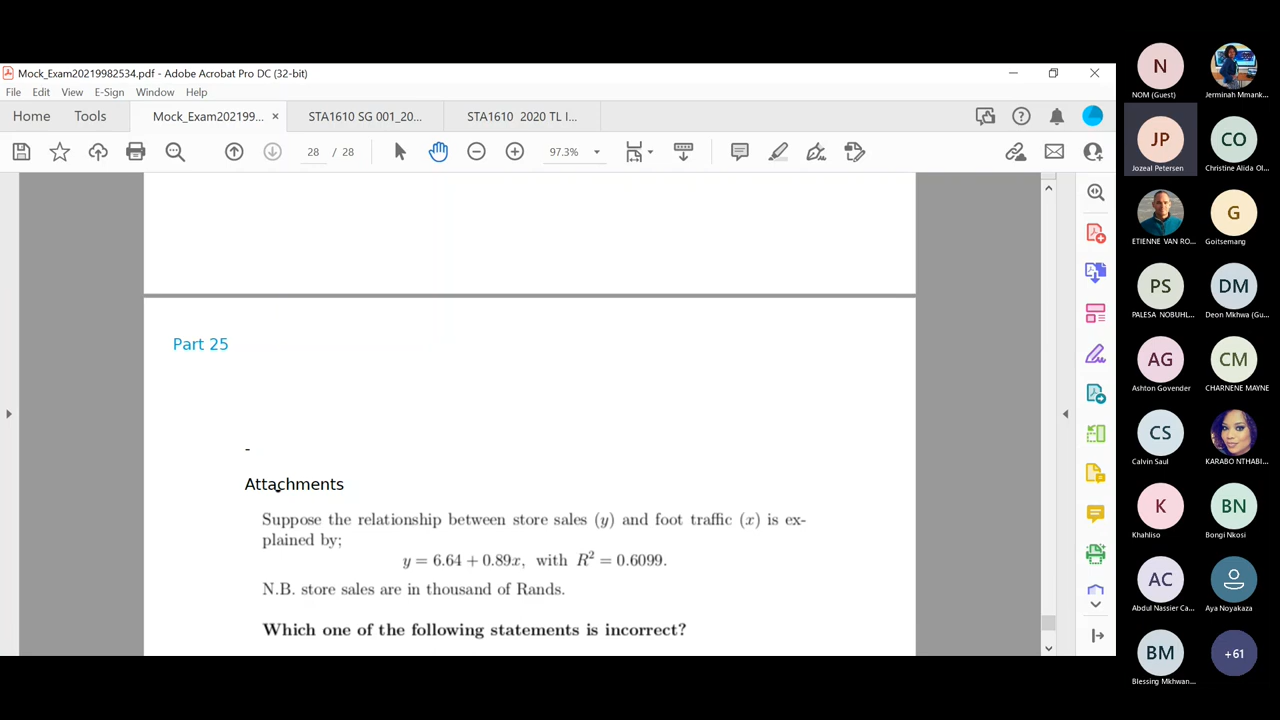 Mock_Exam20219982534.pdf - Adobe Acrobat Pro DC (32-bit)
File Edit View E-Sign Window Help
Home Tools Mock_Exam202199... × STA1610 SG 001_20... STA1610 2020 TL I...
28 / 28 97.3%
Part 25
-
Attachments
Suppose the relationship between store sales (y) and foot traffic (x) is ex-
plained by;
y = 6.64 + 0.89x, with R² = 0.6099.
N.B. store sales are in thousand of Rands.
Which one of the following statements is incorrect?
N
NOM (Guest)
Jerminah Mmank...
JP
Jozeal Petersen
CO
Christine Alida Ol...
ETIENNE VAN RO...
G
Goitsemang
PS
PALESA NOBUHL...
DM
Deon Mkhwa (Gu...
AG
Ashton Govender
CM
CHARNENE MAYNE
CS
Calvin Saul
KARABO NTHABI...
K
Khahliso
BN
Bongi Nkosi
AC
Abdul Nassier Ca...
Aya Noyakaza
BM
Blessing Mkhwan...
+61